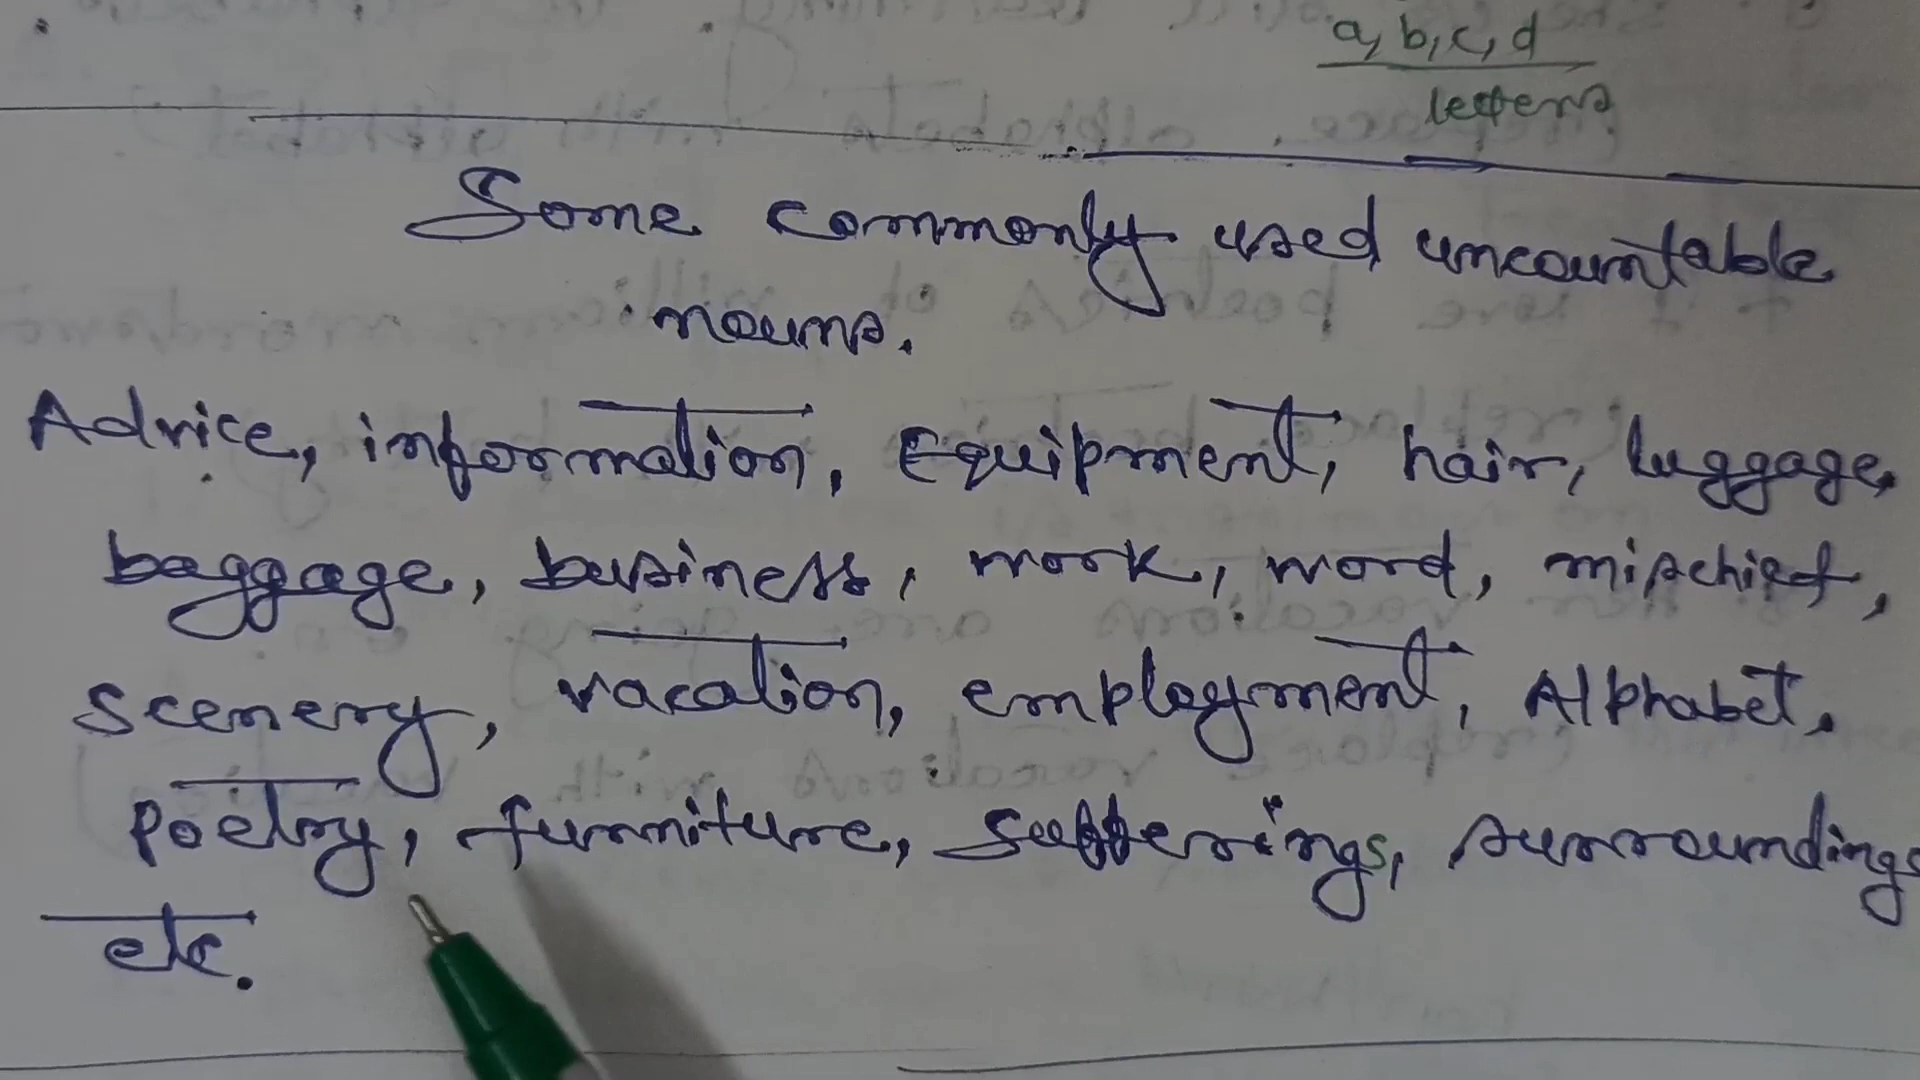 a, b, c, d
letters
Some commonly used uncountable
nouns.
Advice, information, Equipment, hair, luggage,
baggage, business, work, word, mischief,
scenery, vacation, employment, Alphabet,
Poetry, furniture, sufferings, surroundings
etc.